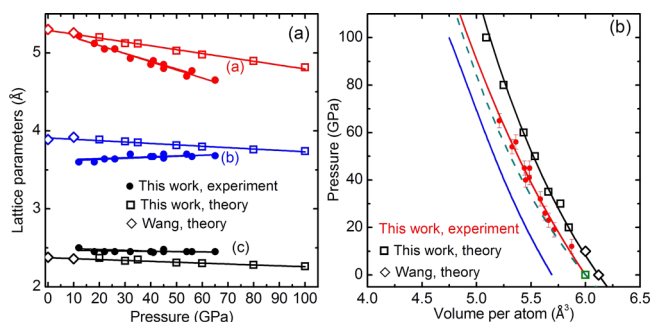 (a)
(b)
5
4
3
2
0 10 20 30 40 50 60 70 80 90 100
Lattice parameters (Å)
Pressure (GPa)
(a)
(b)
This work, experiment
This work, theory
Wang, theory
(c)
100
80
60
40
20
0
4.0 4.5 5.0 5.5 6.0 6.5
Pressure (GPa)
Volume per atom (Å³)
This work, experiment
This work, theory
Wang, theory